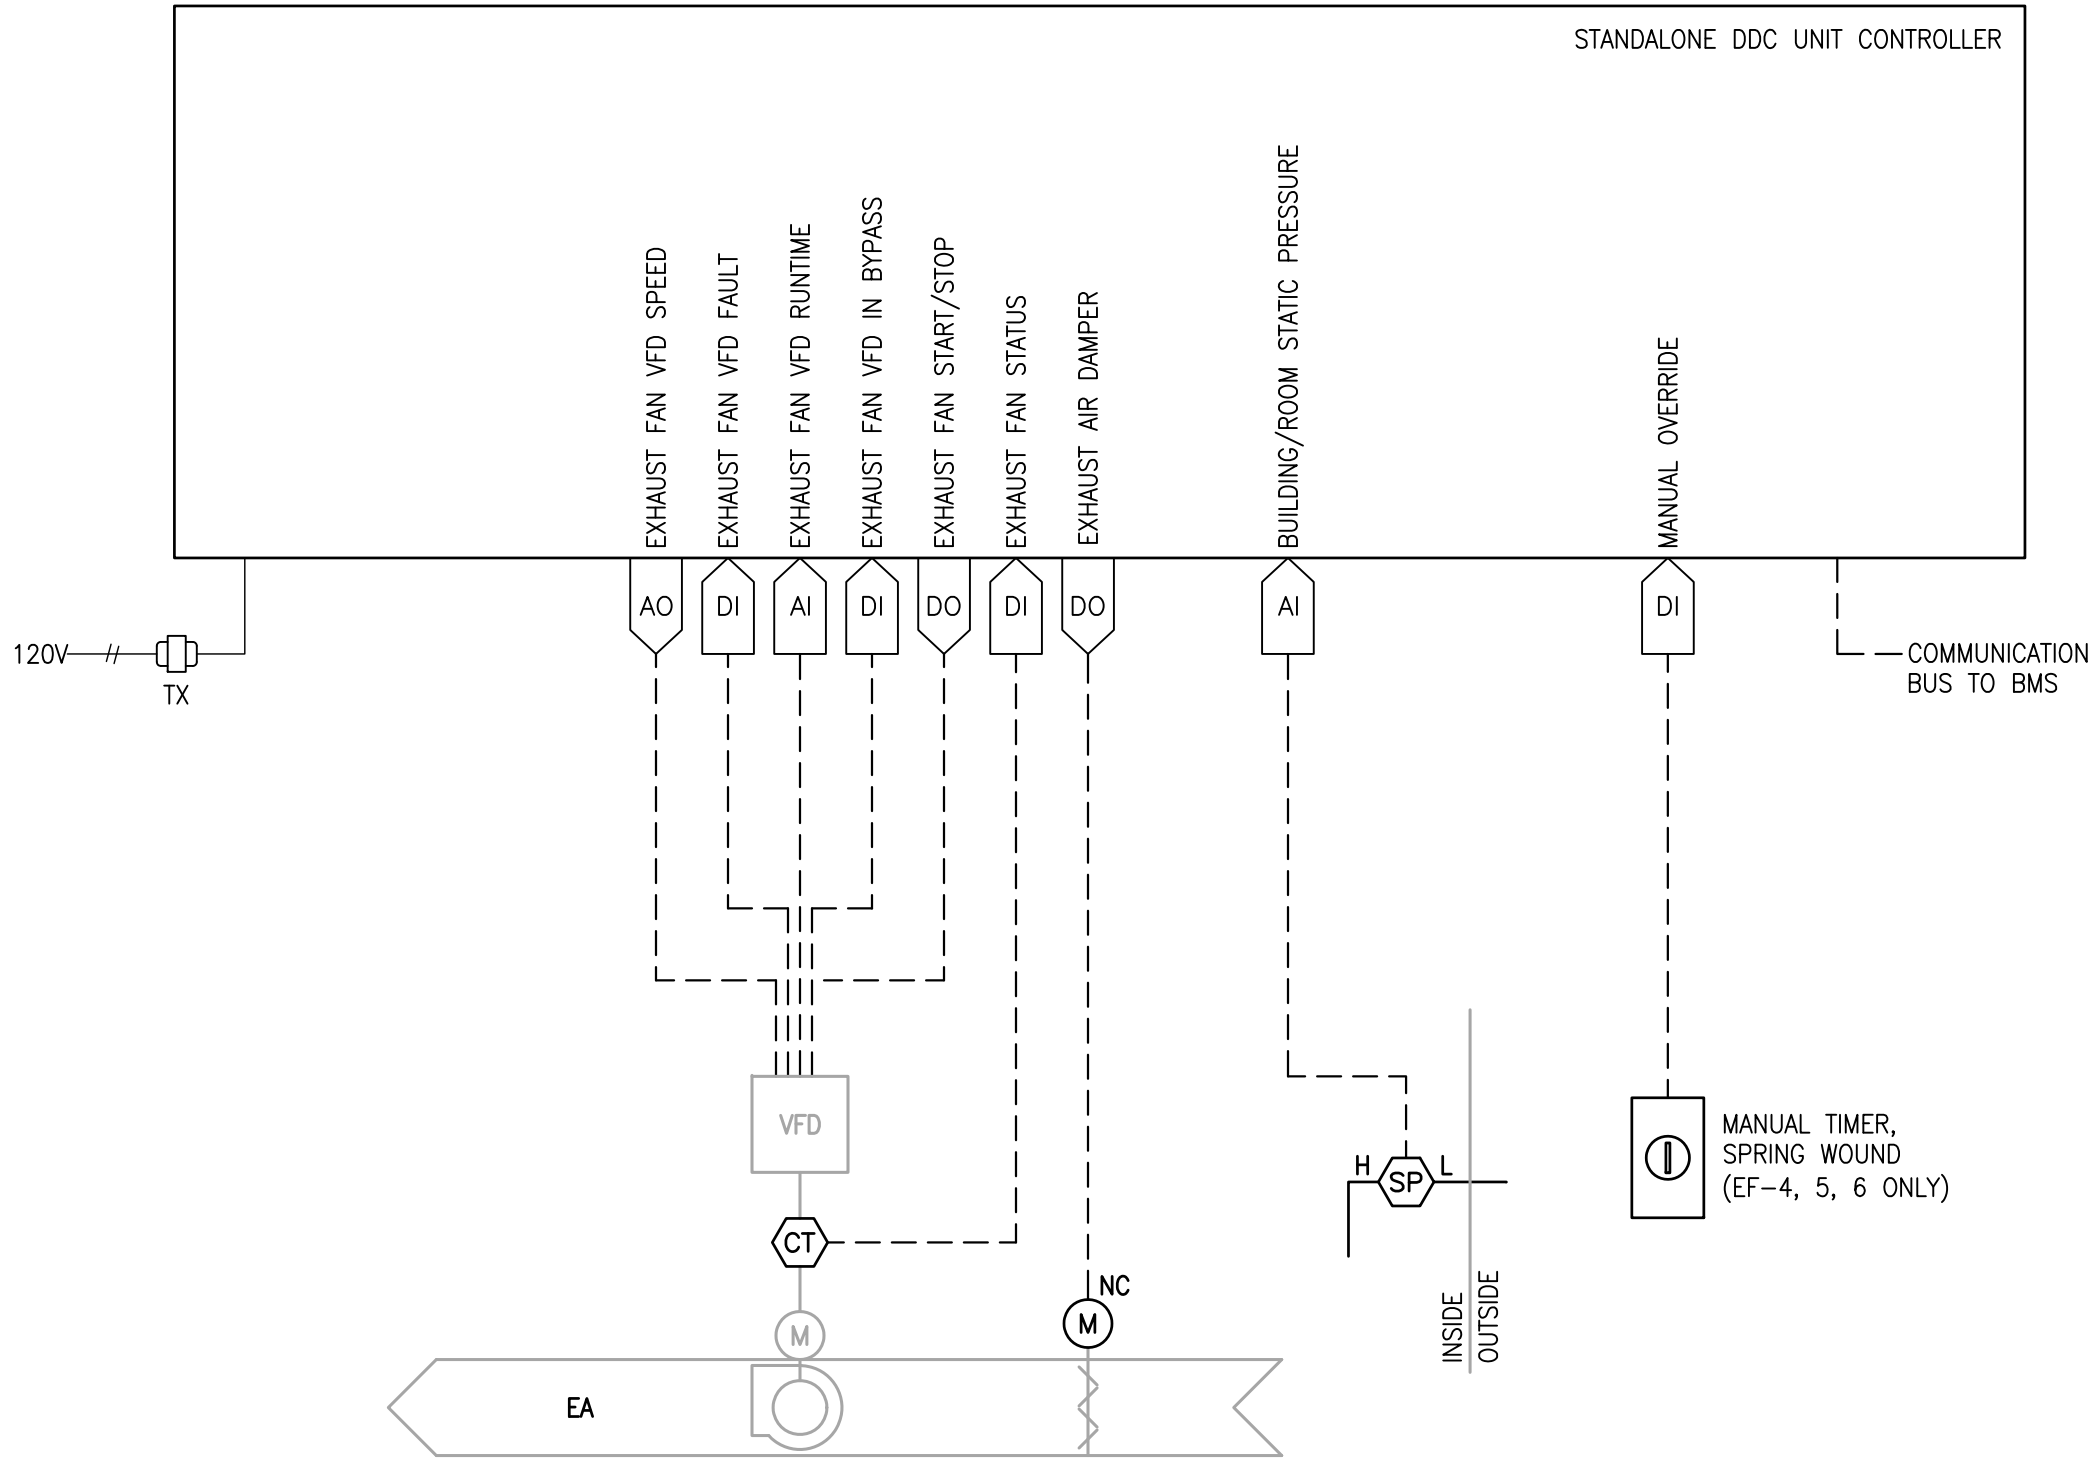 STANDALONE DDC UNIT CONTROLLER
EXHAUST FAN VFD SPEED
EXHAUST FAN VFD FAULT
EXHAUST FAN VFD RUNTIME
EXHAUST FAN VFD IN BYPASS
EXHAUST FAN START/STOP
EXHAUST FAN STATUS
EXHAUST AIR DAMPER
BUILDING/ROOM STATIC PRESSURE
MANUAL OVERRIDE
AO
DI
AI
DI
DO
DI
DO
AI
DI
120V
TX
COMMUNICATION
BUS TO BMS
VFD
MANUAL TIMER,
SPRING WOUND
(EF-4, 5, 6 ONLY)
H
SP
L
CT
NC
M
M
INSIDE
OUTSIDE
EA